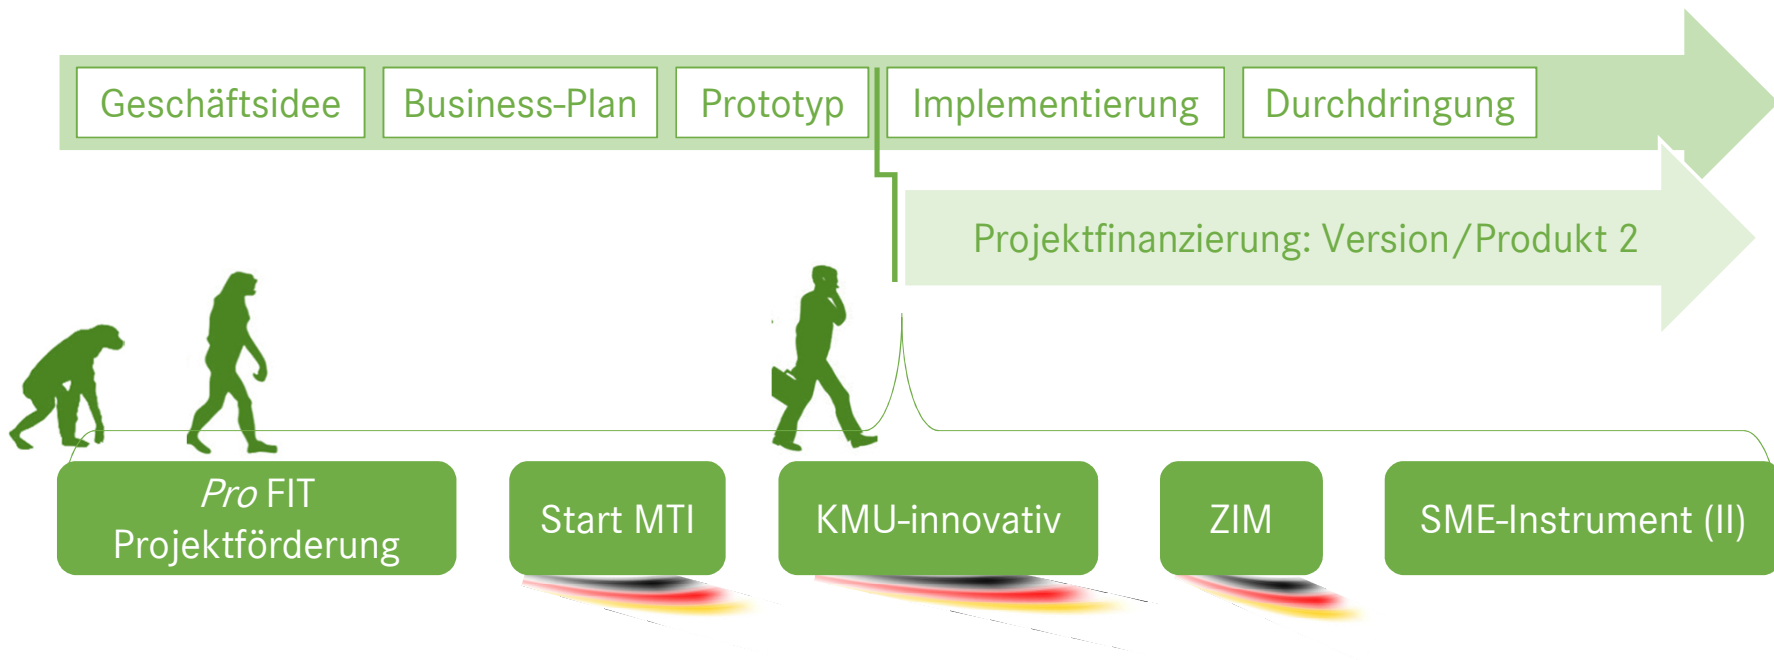 Geschäftsidee
Business-Plan
Prototyp
Implementierung
Durchdringung
Projektfinanzierung: Version/Produkt 2
Pro FIT
Projektförderung
Start MTI
KMU-innovativ
ZIM
SME-Instrument (II)